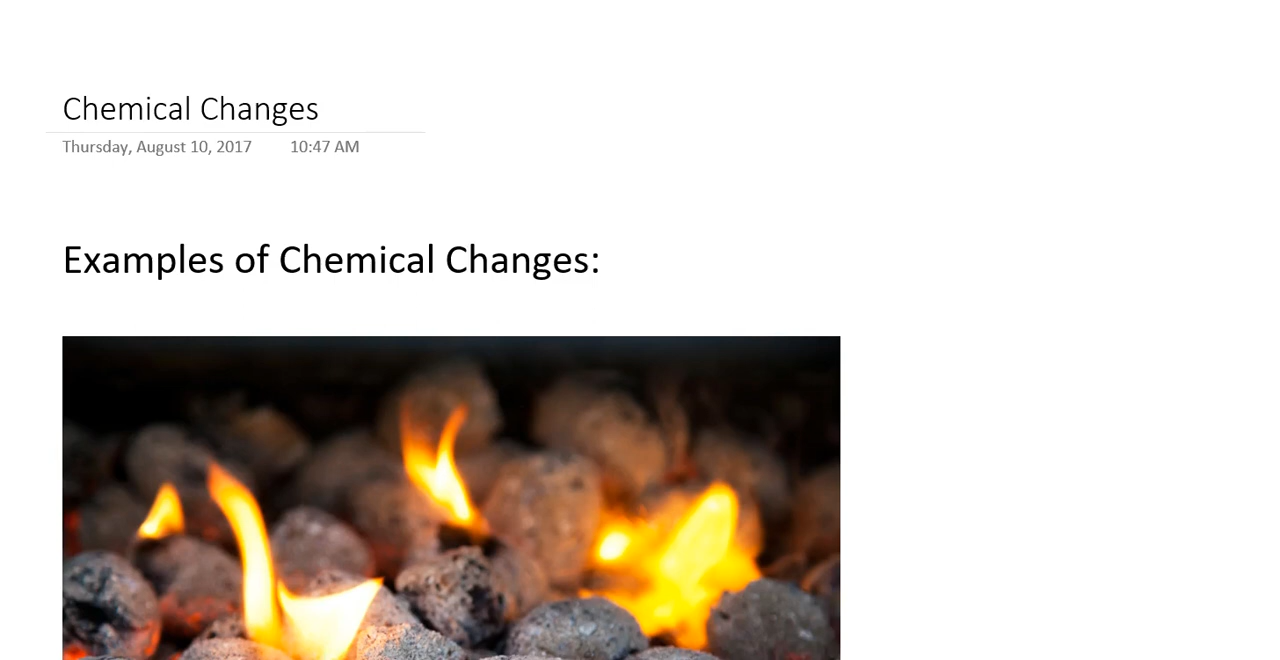 Chemical Changes
Thursday, August 10, 2017 10:47 AM
Examples of Chemical Changes: